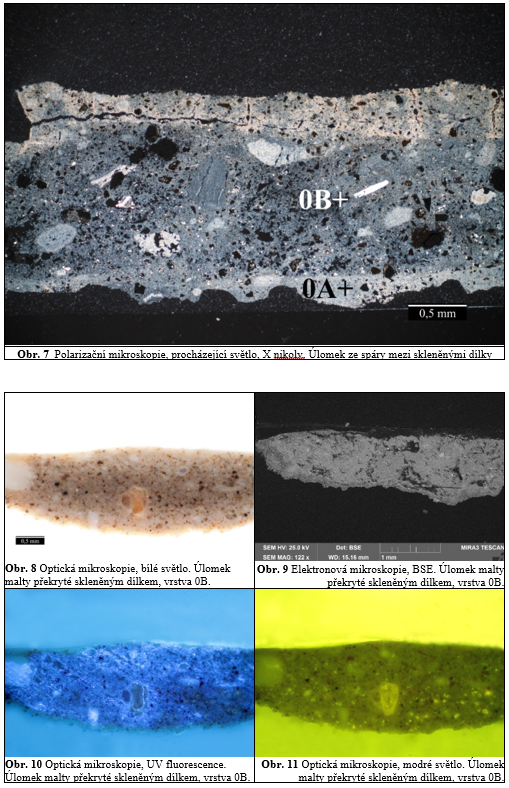 0B+
0A+
0,5 mm
Obr. 7 Polarizační mikroskopie, procházející světlo, X nikoly. Úlomek ze spáry mezi skleněnými dílky
0,5 mm
SEM HV: 25.0 kV Det: BSE MIRA3 TESCAN
SEM MAG: 122 x WD: 15.16 mm 1 mm
Obr. 8 Optická mikroskopie, bílé světlo. Úlomek
malty překryté skleněným dílkem, vrstva 0B.
Obr. 9 Elektronová mikroskopie, BSE. Úlomek malty
překryté skleněným dílkem, vrstva 0B.
Obr. 10 Optická mikroskopie, UV fluorescence.
Úlomek malty překryté skleněným dílkem, vrstva 0B.
Obr. 11 Optická mikroskopie, modré světlo. Úlomek
malty překryté skleněným dílkem, vrstva 0B.